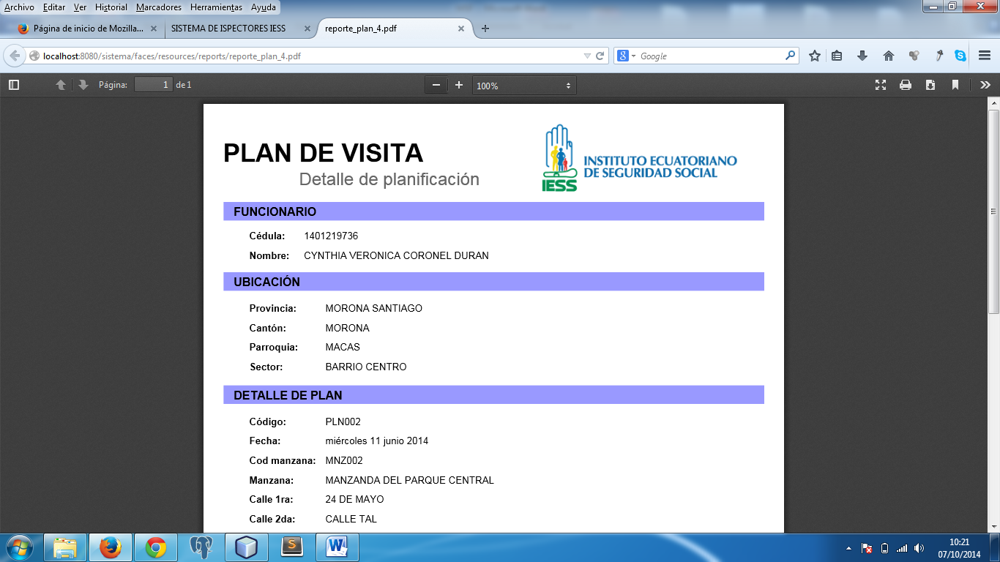 Archivo Editar Ver Historial Marcadores Herramientas Ayuda
Página de inicio de Mozilla... SISTEMA DE ISPECTORES IESS reporte_plan_4.pdf
localhost:8080/sistema/faces/resources/reports/reporte_plan_4.pdf Google
Página: 1 de 1 100%
PLAN DE VISITA
Detalle de planificación
IESS
INSTITUTO ECUATORIANO
DE SEGURIDAD SOCIAL
FUNCIONARIO
Cédula: 1401219736
Nombre: CYNTHIA VERONICA CORONEL DURAN
UBICACIÓN
Provincia: MORONA SANTIAGO
Cantón: MORONA
Parroquia: MACAS
Sector: BARRIO CENTRO
DETALLE DE PLAN
Código: PLN002
Fecha: miércoles 11 junio 2014
Cod manzana: MNZ002
Manzana: MANZANDA DEL PARQUE CENTRAL
Calle 1ra: 24 DE MAYO
Calle 2da: CALLE TAL
10:21
07/10/2014